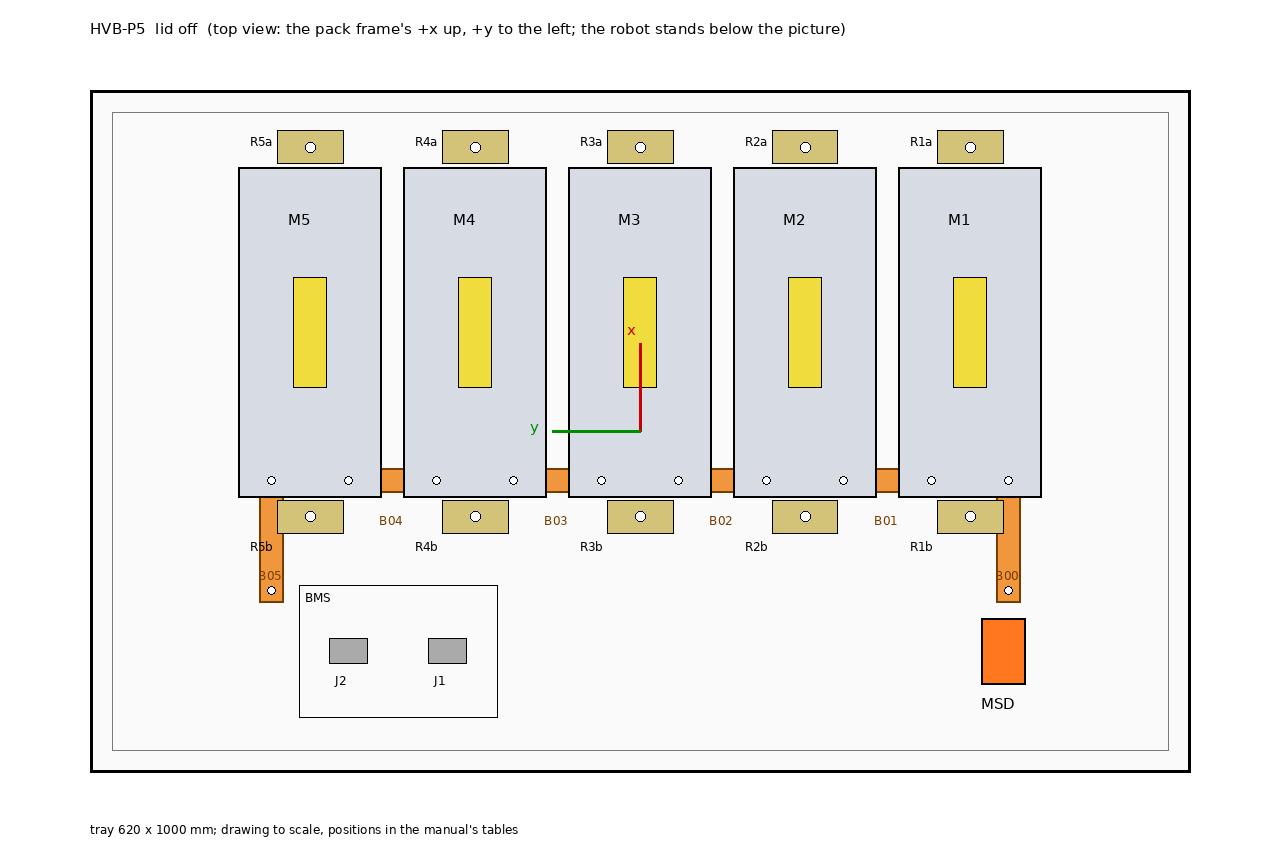 HVB-P5 lid off (top view: the pack frame's +x up, +y to the left; the robot stands below the picture)
R5a
R4a
R3a
R2a
R1a
M5
M4
M3
M2
M1
x
y
B04
B03
B02
B01
R5b
R4b
R3b
R2b
R1b
B05
B00
BMS
J2
J1
MSD
tray 620 x 1000 mm; drawing to scale, positions in the manual's tables